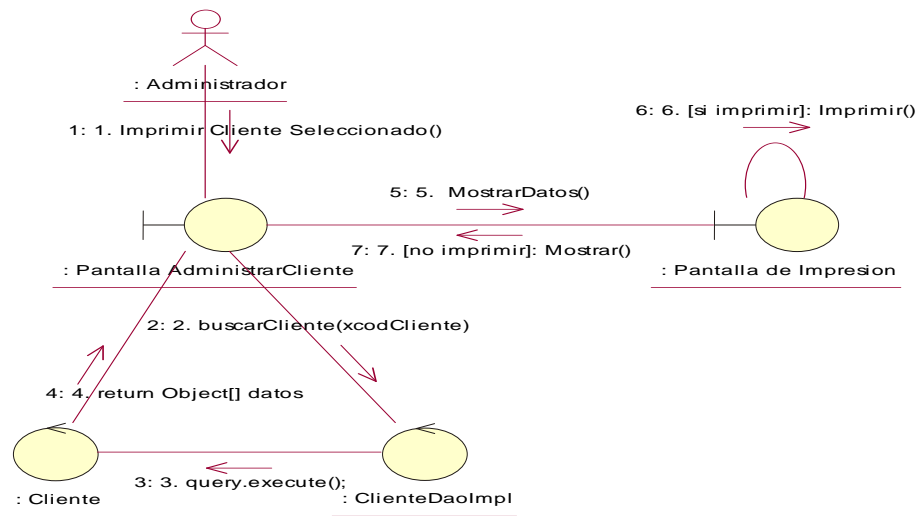 : Administrador
1: 1. Imprimir Cliente Seleccionado()
6: 6. [si imprimir]: Imprimir()
5: 5.  MostrarDatos()
7: 7. [no imprimir]: Mostrar()
: Pantalla AdministrarCliente
: Pantalla de Impresion
2: 2. buscarCliente(xcodCliente)
4: 4. return Object[] datos
3: 3. query.execute();
: Cliente
: ClienteDaoImpl